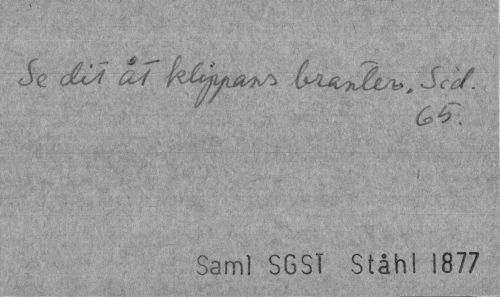 Se dit åt klippans branter. Sid.
65.
Saml SGST Ståhl 1877